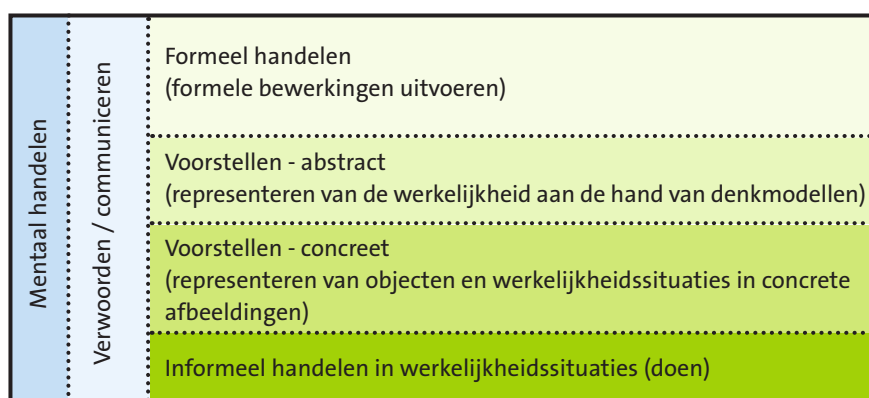 Mentaal handelen
Verwoorden / communiceren
Formeel handelen
(formele bewerkingen uitvoeren)
Voorstellen - abstract
(representeren van de werkelijkheid aan de hand van denkmodellen)
Voorstellen - concreet
(representeren van objecten en werkelijkheidssituaties in concrete
afbeeldingen)
Informeel handelen in werkelijkheidssituaties (doen)